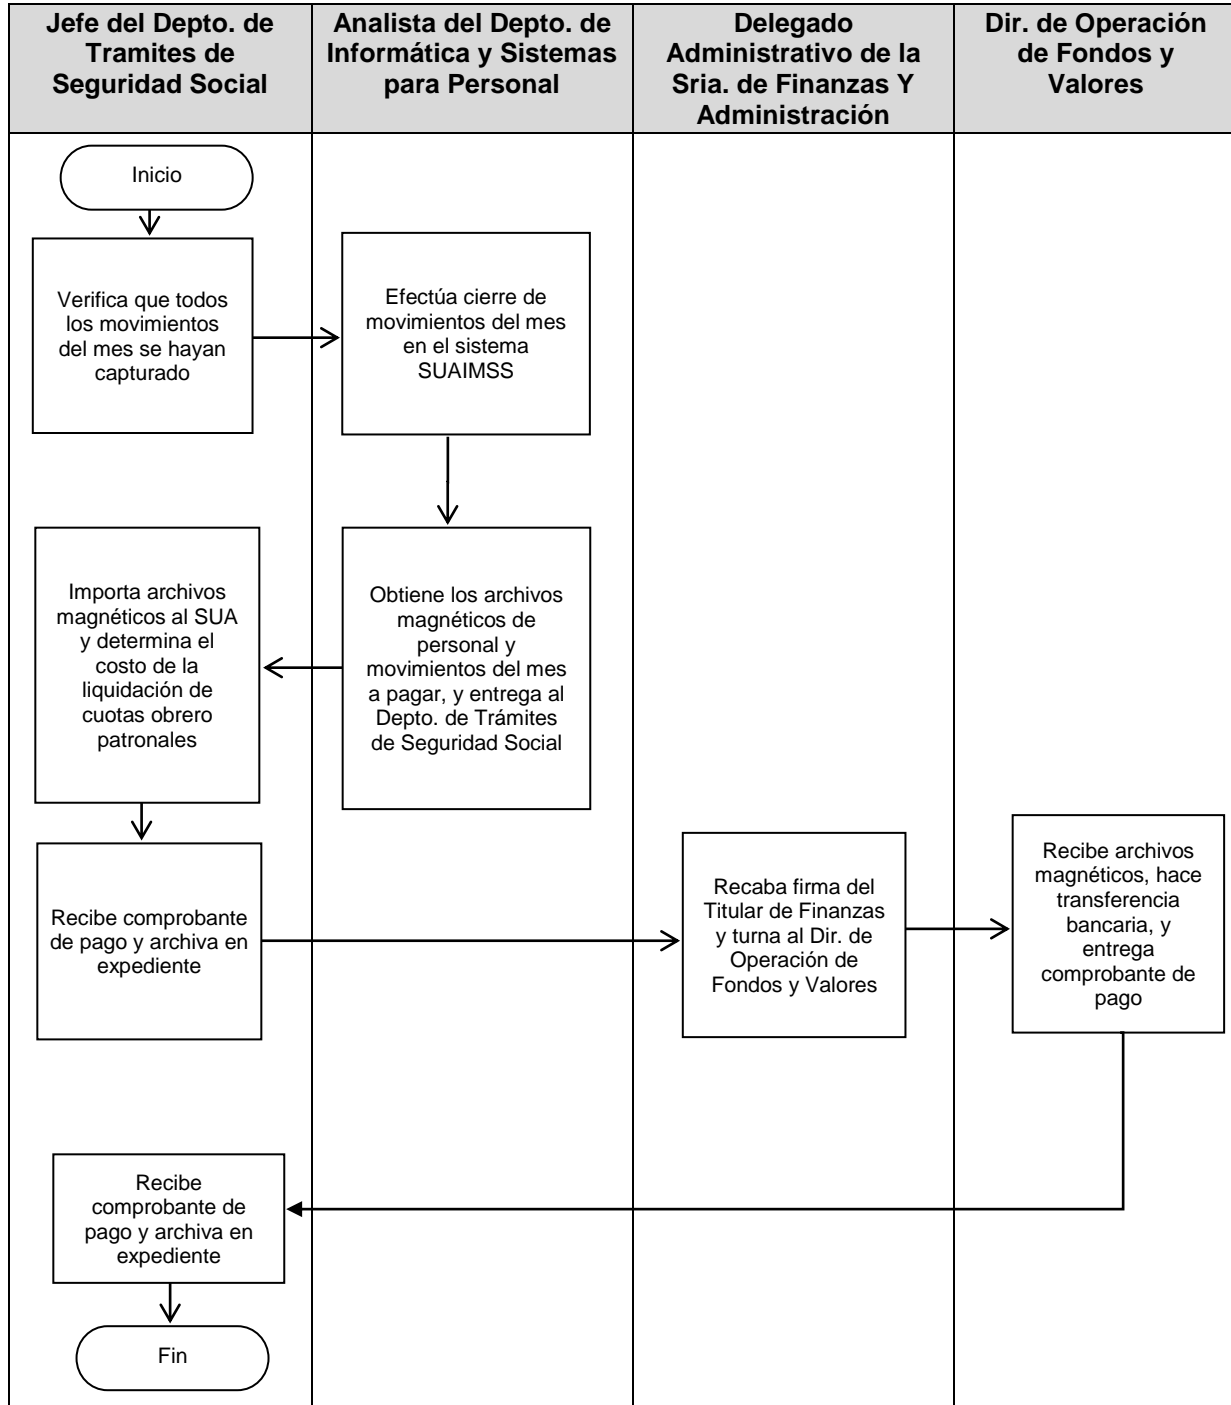 Jefe del Depto. de
Tramites de
Seguridad Social
Analista del Depto. de
Informática y Sistemas
para Personal
Delegado
Administrativo de la
Sria. de Finanzas Y
Administración
Dir. de Operación
de Fondos y
Valores
Inicio
Verifica que todos
los movimientos
del mes se hayan
capturado
Efectúa cierre de
movimientos del mes
en el sistema
SUAIMSS
Importa archivos
magnéticos al SUA
y determina el
costo de la
liquidación de
cuotas obrero
patronales
Obtiene los archivos
magnéticos de
personal y
movimientos del mes
a pagar, y entrega al
Depto. de Trámites
de Seguridad Social
Recibe comprobante
de pago y archiva en
expediente
Recaba firma del
Titular de Finanzas
y turna al Dir. de
Operación de
Fondos y Valores
Recibe archivos
magnéticos, hace
transferencia
bancaria, y
entrega
comprobante de
pago
Recibe
comprobante de
pago y archiva en
expediente
Fin